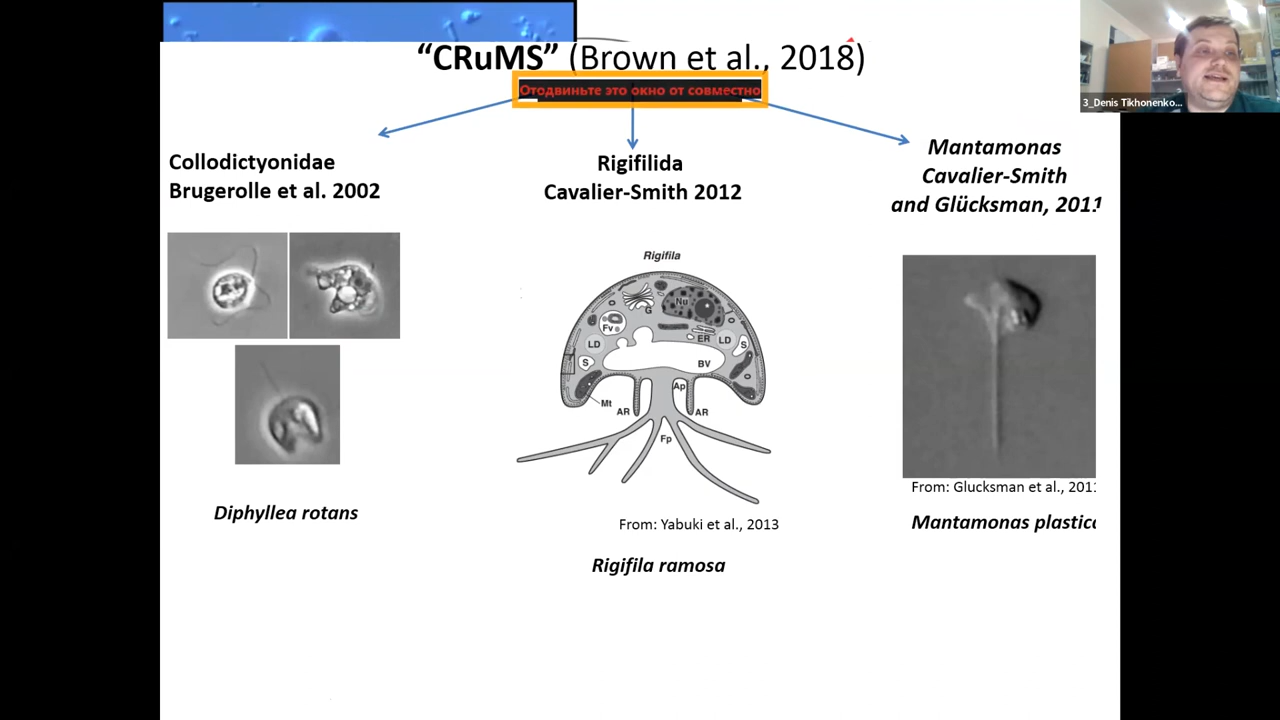 “CRuMS” (Brown et al., 2018)
Отодвиньте это окно от совместно
3_Denis Tikhonenko...
Collodictyonidae
Brugerolle et al. 2002
Rigifilida
Cavalier-Smith 2012
Mantamonas
Cavalier-Smith
and Glücksman, 2011
Rigifila
Nu
G
Fv
ER
LD
LD
S
S
BV
Mt
Ap
AR
AR
Fp
From: Glucksman et al., 2011
Diphyllea rotans
From: Yabuki et al., 2013
Mantamonas plastica
Rigifila ramosa